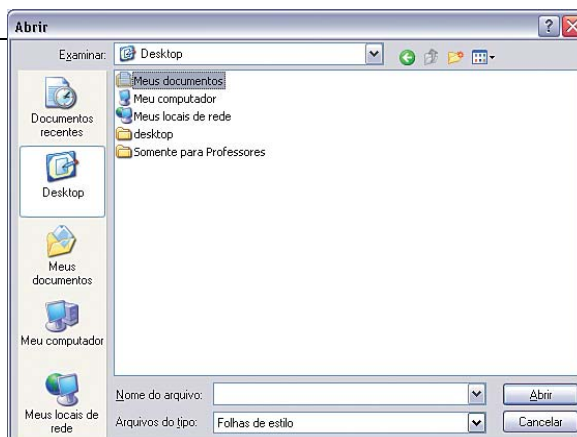 Abrir
Examinar:
Desktop
Documentos
recentes
Desktop
Meus
documentos
Meu computador
Meus locais de
rede
Meus documentos
Meu computador
Meus locais de rede
desktop
Somente para Professores
Nome do arquivo:
Abrir
Arquivos do tipo:
Folhas de estilo
Cancelar